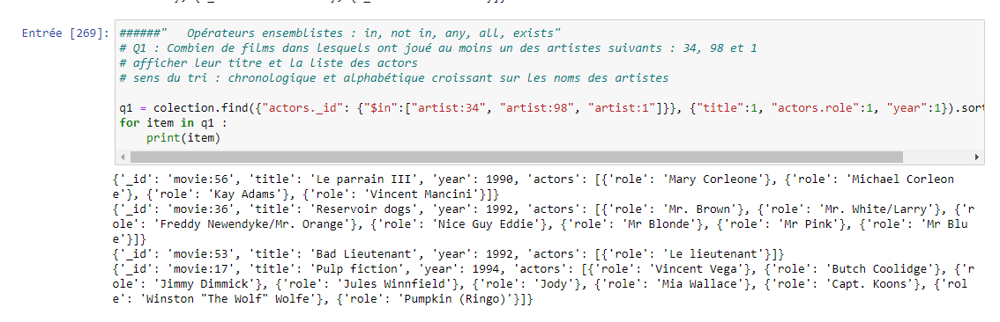 Entrée [269]: ######"   Opérateurs ensemblistes : in, not in, any, all, exists"
# Q1 : Combien de films dans lesquels ont joué au moins un des artistes suivants : 34, 98 et 1
# afficher leur titre et la liste des actors
# sens du tri : chronologique et alphabétique croissant sur les noms des artistes
q1 = colection.find({"actors._id": {"$in":["artist:34", "artist:98", "artist:1"]}}, {"title":1, "actors.role":1, "year":1}).sort
for item in q1 :
    print(item)
{'_id': 'movie:56', 'title': 'Le parrain III', 'year': 1990, 'actors': [{'role': 'Mary Corleone'}, {'role': 'Michael Corleon
e'}, {'role': 'Kay Adams'}, {'role': 'Vincent Mancini'}]}
{'_id': 'movie:36', 'title': 'Reservoir dogs', 'year': 1992, 'actors': [{'role': 'Mr. Brown'}, {'role': 'Mr. White/Larry'}, {'r
ole': 'Freddy Newendyke/Mr. Orange'}, {'role': 'Nice Guy Eddie'}, {'role': 'Mr Blonde'}, {'role': 'Mr Pink'}, {'role': 'Mr Blu
e'}]}
{'_id': 'movie:53', 'title': 'Bad Lieutenant', 'year': 1992, 'actors': [{'role': 'Le lieutenant'}]}
{'_id': 'movie:17', 'title': 'Pulp fiction', 'year': 1994, 'actors': [{'role': 'Vincent Vega'}, {'role': 'Butch Coolidge'}, {'r
ole': 'Jimmy Dimmick'}, {'role': 'Jules Winnfield'}, {'role': 'Jody'}, {'role': 'Mia Wallace'}, {'role': 'Capt. Koons'}, {'rol
e': 'Winston "The Wolf" Wolfe'}, {'role': 'Pumpkin (Ringo)'}]}